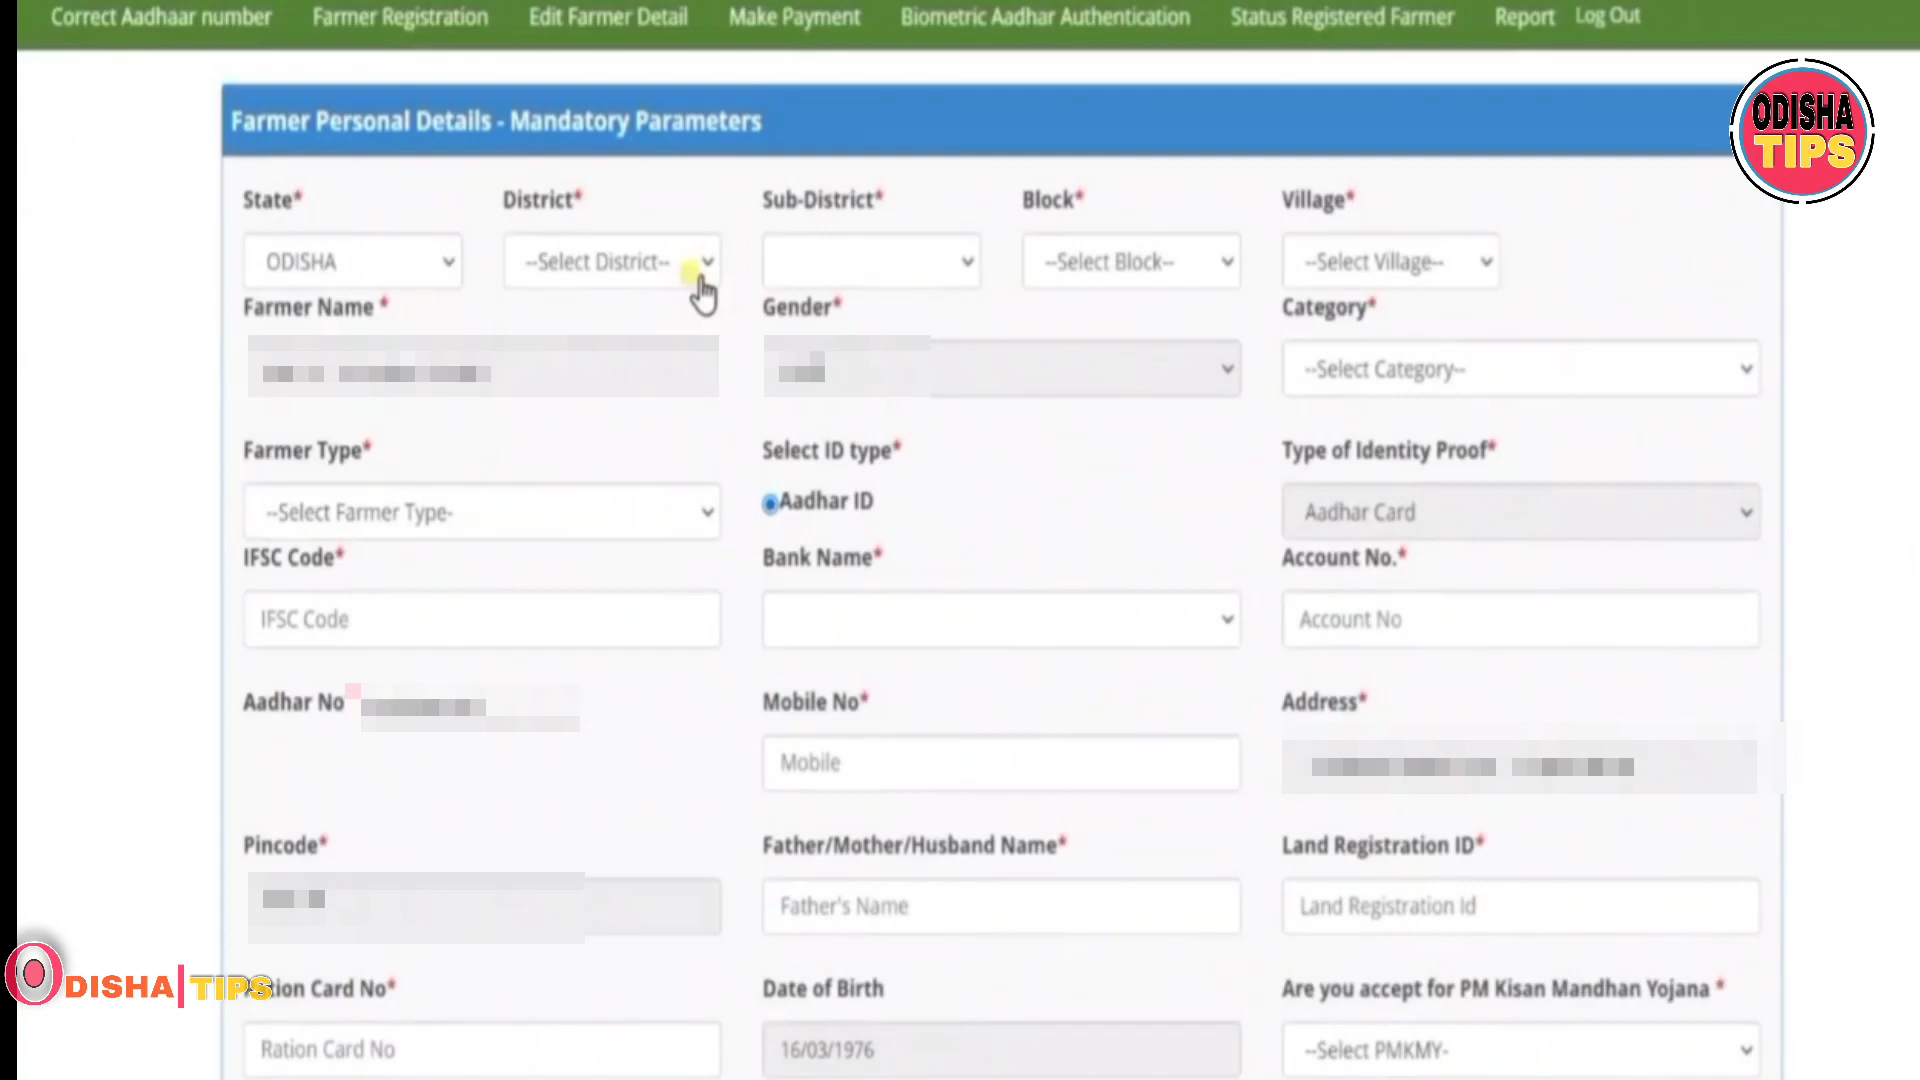 Correct Aadhaar number Farmer Registration Edit Farmer Detail Make Payment Biometric Aadhar Authentication Status Registered Farmer Report Log Out
ODISHA
TIPS
Farmer Personal Details - Mandatory Parameters
State* District* Sub-District* Block* Village*
ODISHA --Select District-- --Select Block-- --Select Village--
Farmer Name * Gender* Category*
--Select Category--
Farmer Type* Select ID type* Type of Identity Proof*
--Select Farmer Type- Aadhar ID Aadhar Card
IFSC Code* Bank Name* Account No.*
IFSC Code Account No
Aadhar No Mobile No* Address*
Mobile
Pincode* Father/Mother/Husband Name* Land Registration ID*
Father's Name Land Registration Id
ODISHA|TIPS
Card No* Date of Birth Are you accept for PM Kisan Mandhan Yojana *
Ration Card No 16/03/1976 --Select PMKMY-